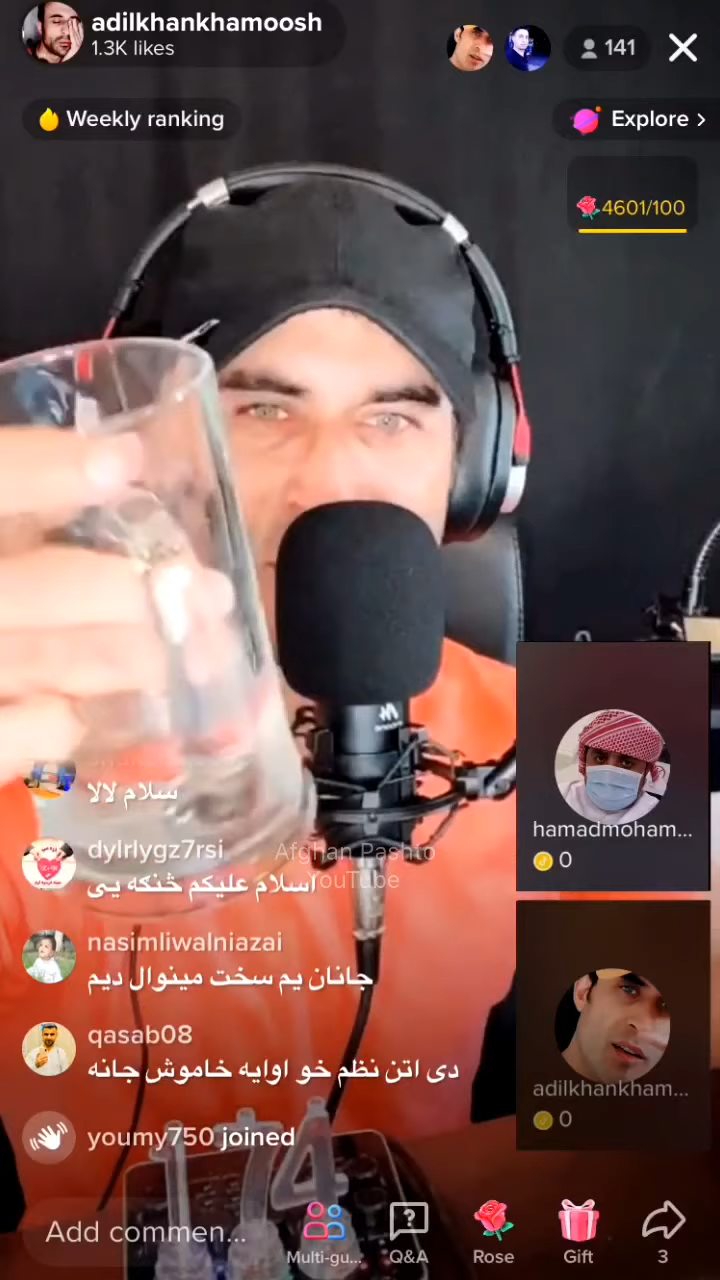 adilkhankhamoosh
1.3K likes
141
Weekly ranking
Explore
4601/100
سلام لالا
dylrlygz7rsi
اسلام علیکم څنګه یی
Afghan Pashto
YouTube
nasimliwalniazai
جانان یم سخت مینوال دیم
qasab08
دی اتن نظم خو اوایه خاموش جانه
youmy750 joined
hamadmoham...
0
adilkhankham...
0
174
Add commen...
Multi-gu...
Q&A
Rose
Gift
3